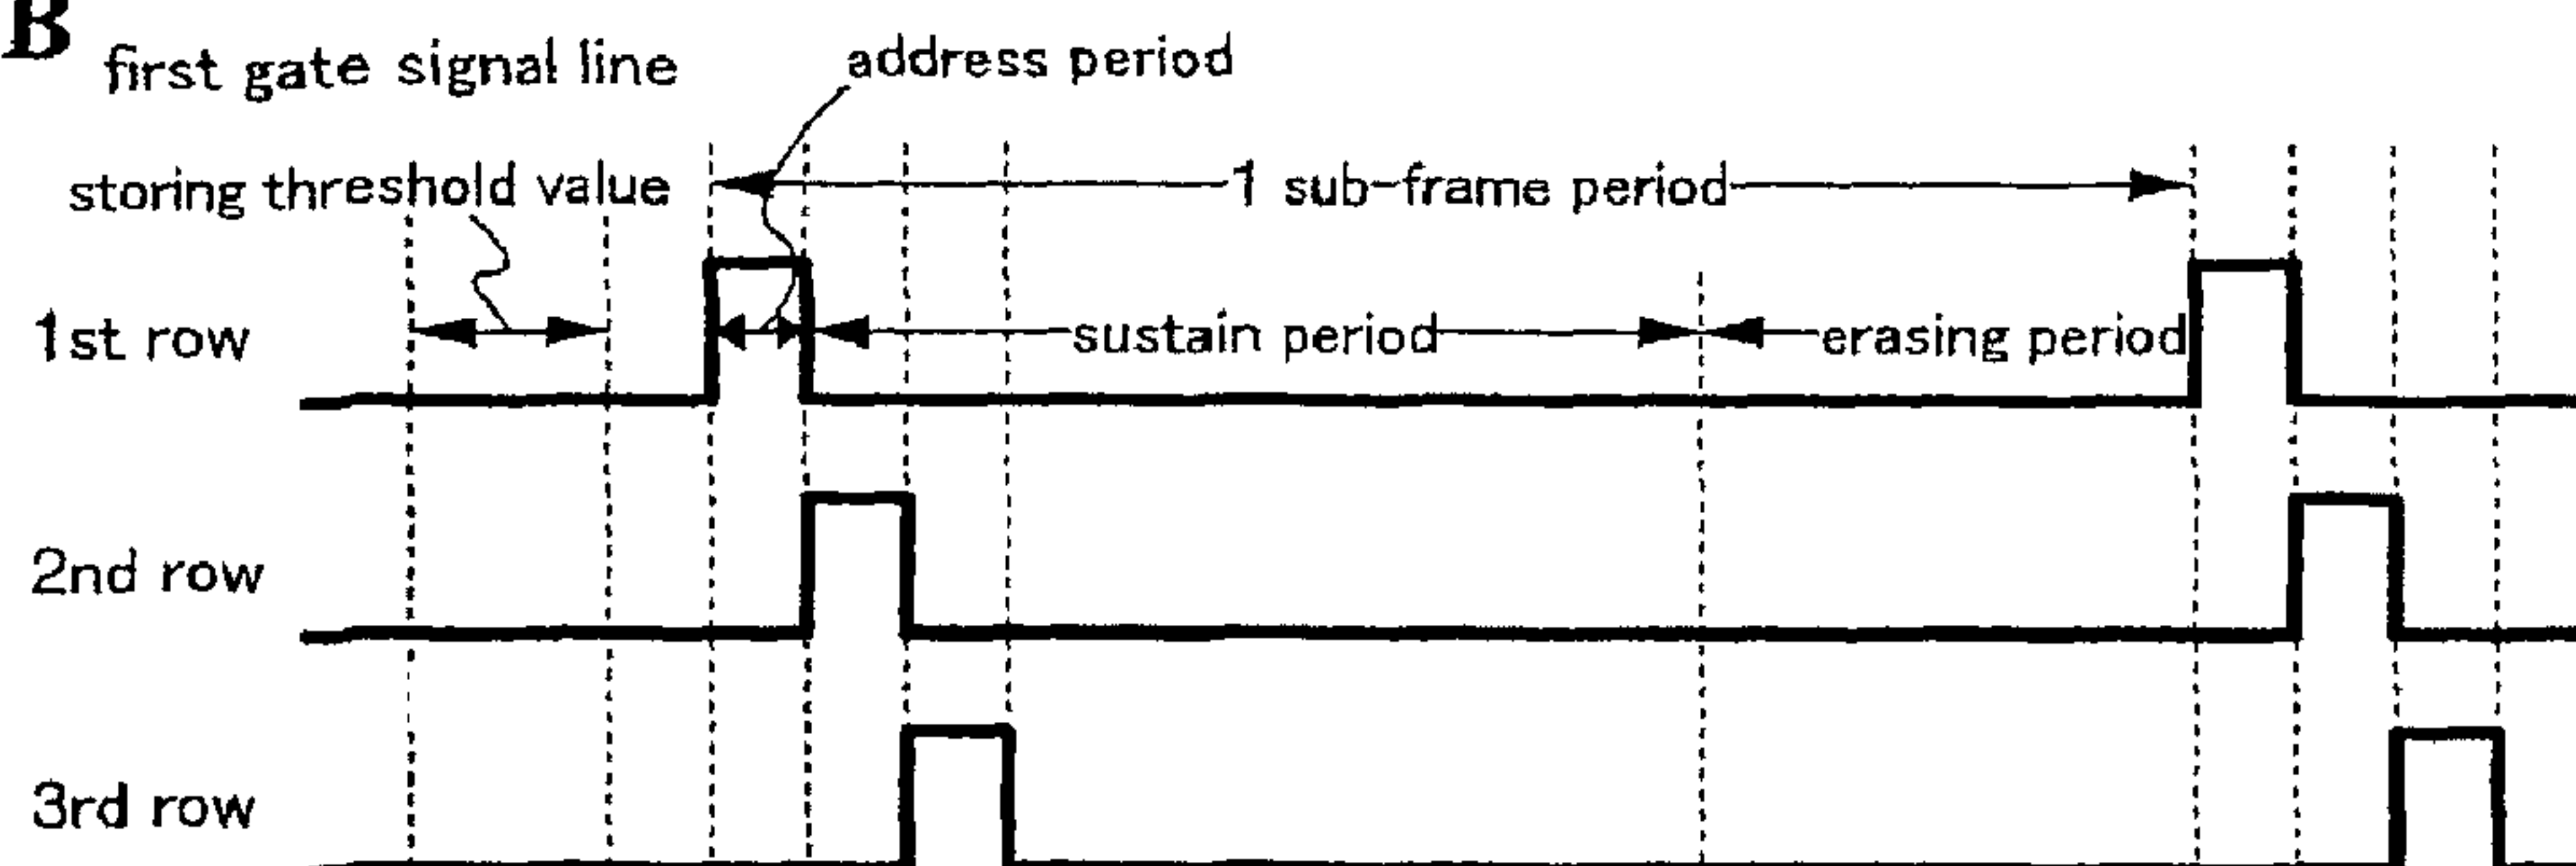 B
first gate signal line
address period
storing threshold value
1 sub-frame period
1st row
sustain period
erasing period
2nd row
3rd row